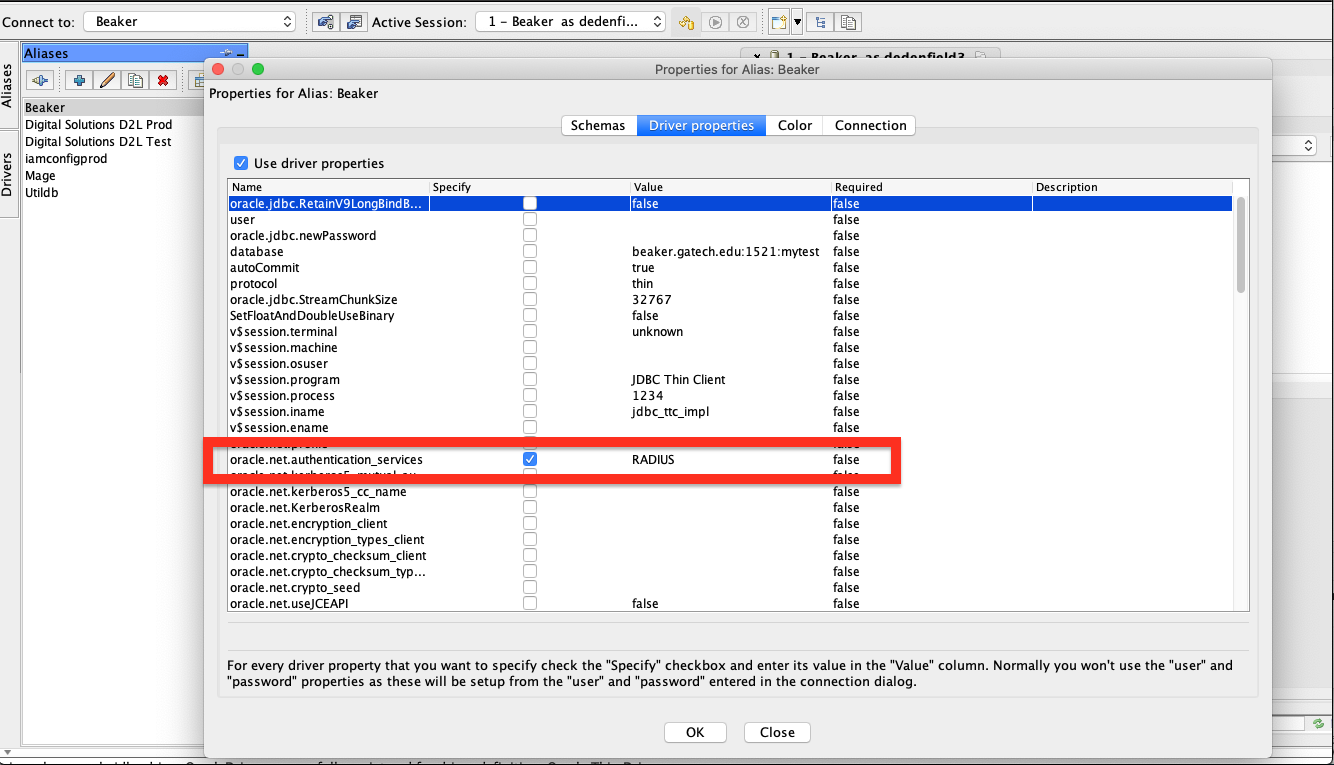 Connect to: Beaker Active Session: 1 - Beaker as dedenfi...
Aliases
1 - Beaker as dedenfield3
Properties for Alias: Beaker
Aliases
Drivers
Beaker
Digital Solutions D2L Prod
Digital Solutions D2L Test
iamconfigprod
Mage
Utildb
Properties for Alias: Beaker
Schemas Driver properties Color Connection
Use driver properties
Name Specify Value Required Description
oracle.jdbc.RetainV9LongBindB... false false
user false
oracle.jdbc.newPassword false
database beaker.gatech.edu:1521:mytest false
autoCommit true false
protocol thin false
oracle.jdbc.StreamChunkSize 32767 false
SetFloatAndDoubleUseBinary false false
v$session.terminal unknown false
v$session.machine false
v$session.osuser false
v$session.program JDBC Thin Client false
v$session.process 1234 false
v$session.iname jdbc_ttc_impl false
v$session.ename false
oracle.net.authentication_services RADIUS false
oracle.net.kerberos5_cc_name false
oracle.net.KerberosRealm false
oracle.net.encryption_client false
oracle.net.encryption_types_client false
oracle.net.crypto_checksum_client false
oracle.net.crypto_checksum_typ... false
oracle.net.crypto_seed false
oracle.net.useJCEAPI false false
For every driver property that you want to specify check the "Specify" checkbox and enter its value in the "Value" column. Normally you won't use the "user" and
"password" properties as these will be setup from the "user" and "password" entered in the connection dialog.
OK Close